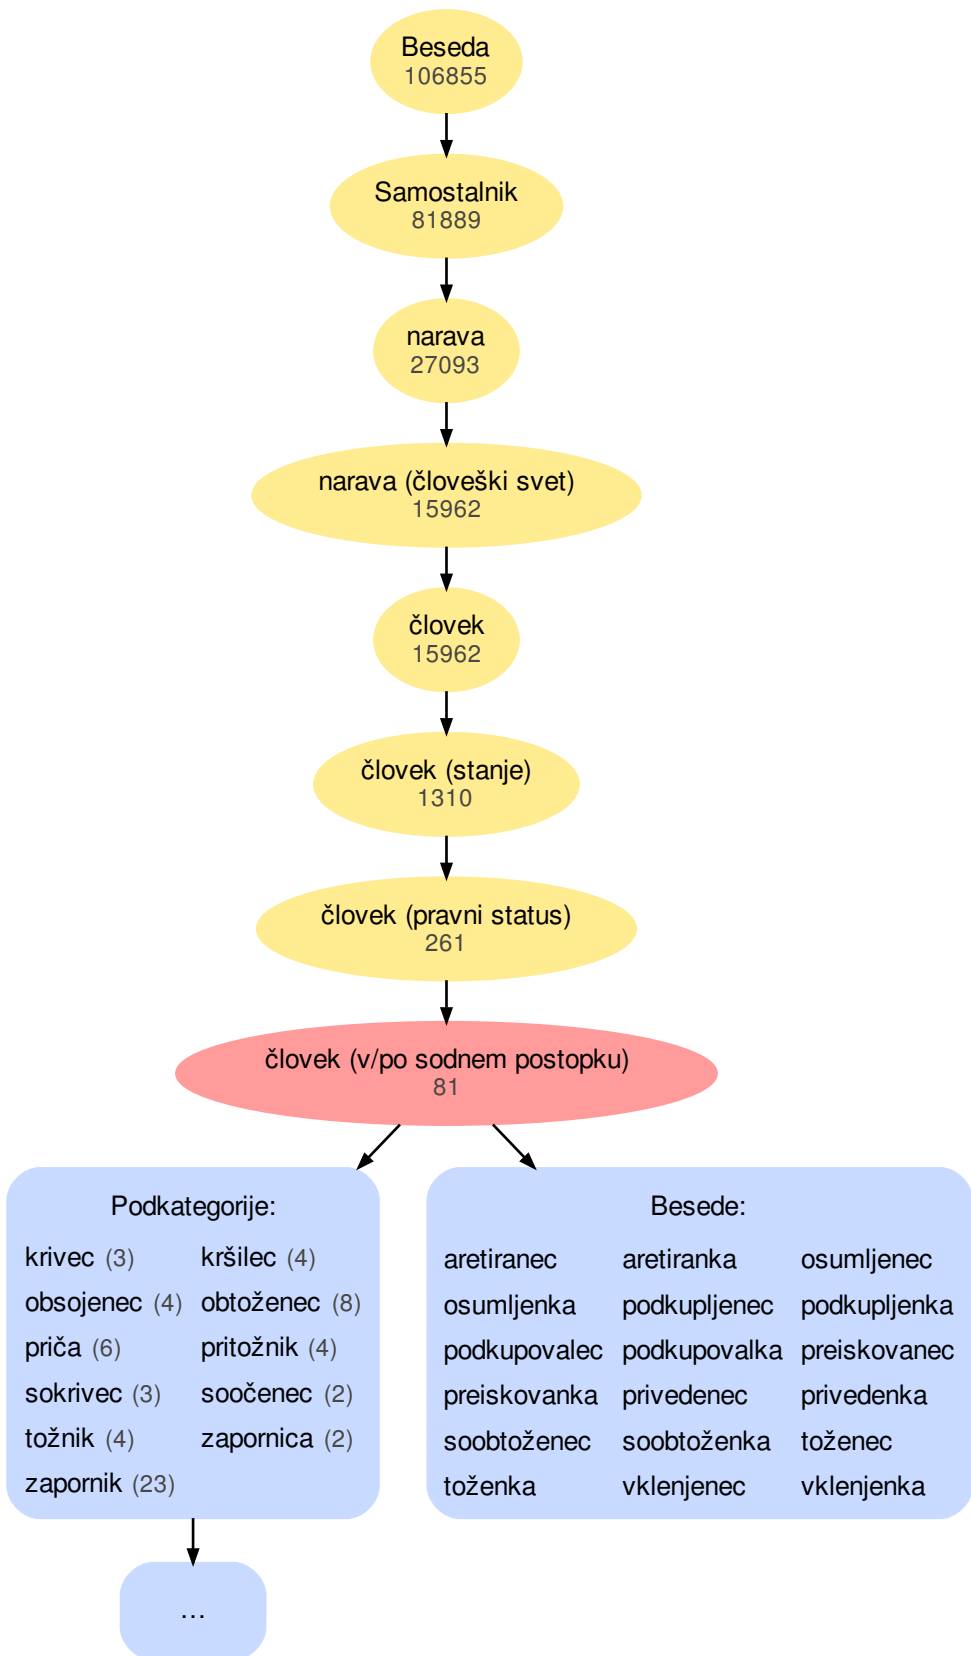 Beseda
106855
Samostalnik
81889
narava
27093
narava (človeški svet)
15962
človek
15962
človek (stanje)
1310
človek (pravni status)
261
človek (v/po sodnem postopku)
81
Podkategorije:
krivec (3) kršilec (4)
obsojenec (4) obtoženec (8)
priča (6) pritožnik (4)
sokrivec (3) soočenec (2)
tožnik (4) zapornica (2)
zapornik (23)
...
Besede:
aretiranec aretiranka osumljenec
osumljenka podkupljenec podkupljenka
podkupovalec podkupovalka preiskovanec
preiskovanka privedenec privedenka
soobtoženec soobtoženka toženec
toženka vklenjenec vklenjenka